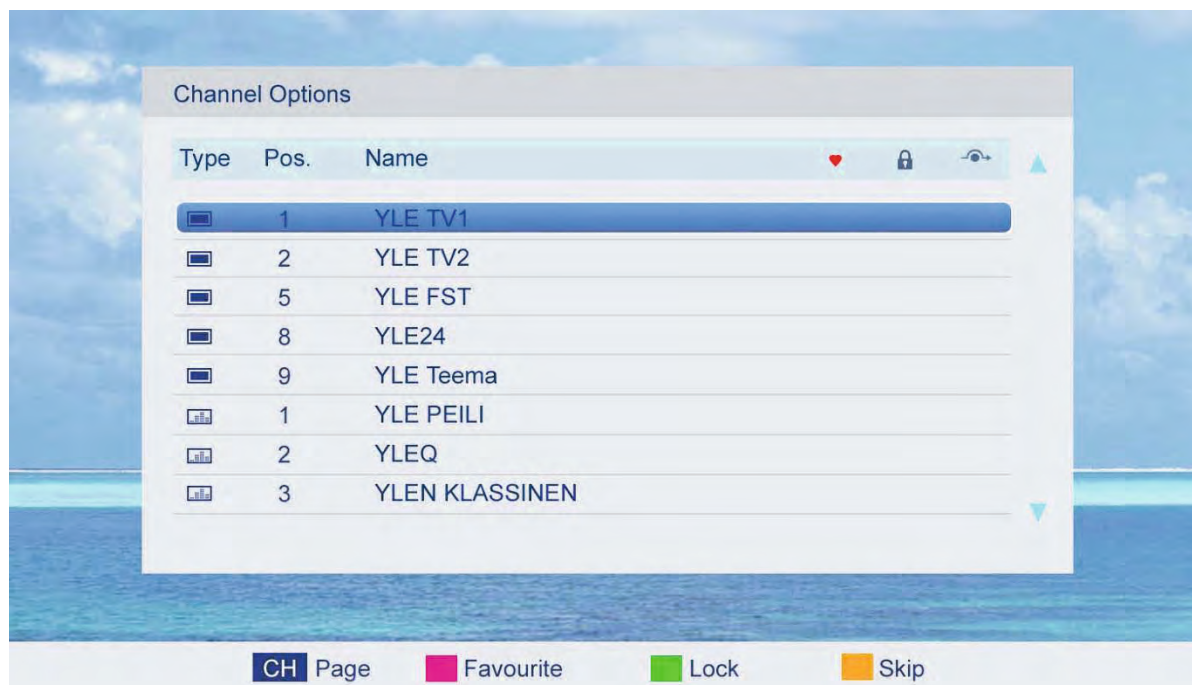 Channel Options
Type Pos. Name
1 YLE TV1
2 YLE TV2
5 YLE FST
8 YLE24
9 YLE Teema
1 YLE PEILI
2 YLEQ
3 YLEN KLASSINEN
CH Page Favourite Lock Skip